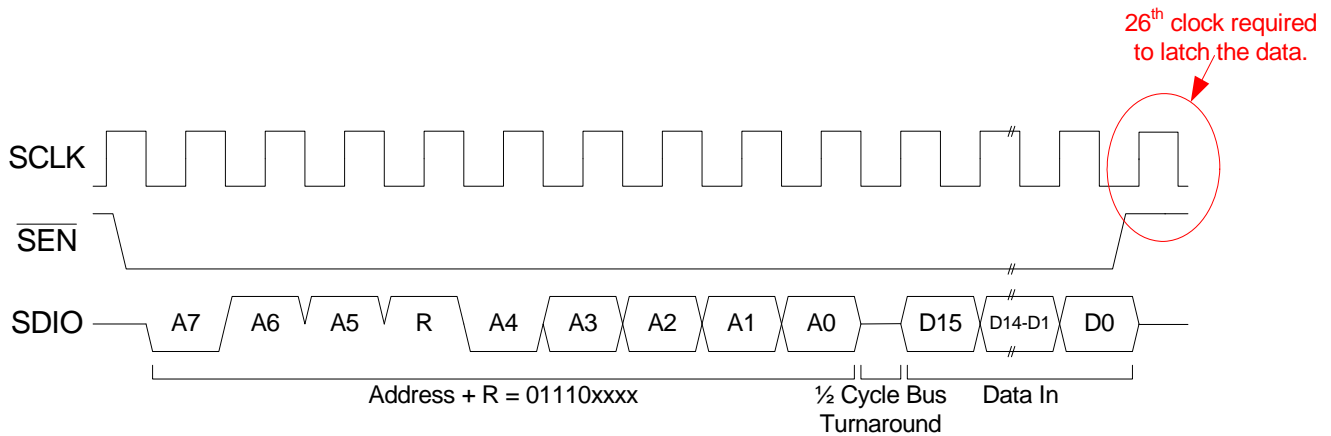 26th clock required
to latch the data.
SCLK
SEN
SDIO
A7
A6
A5
R
A4
A3
A2
A1
A0
D15
D14-D1
D0
Address + R = 01110xxxx
½ Cycle Bus
Turnaround
Data In